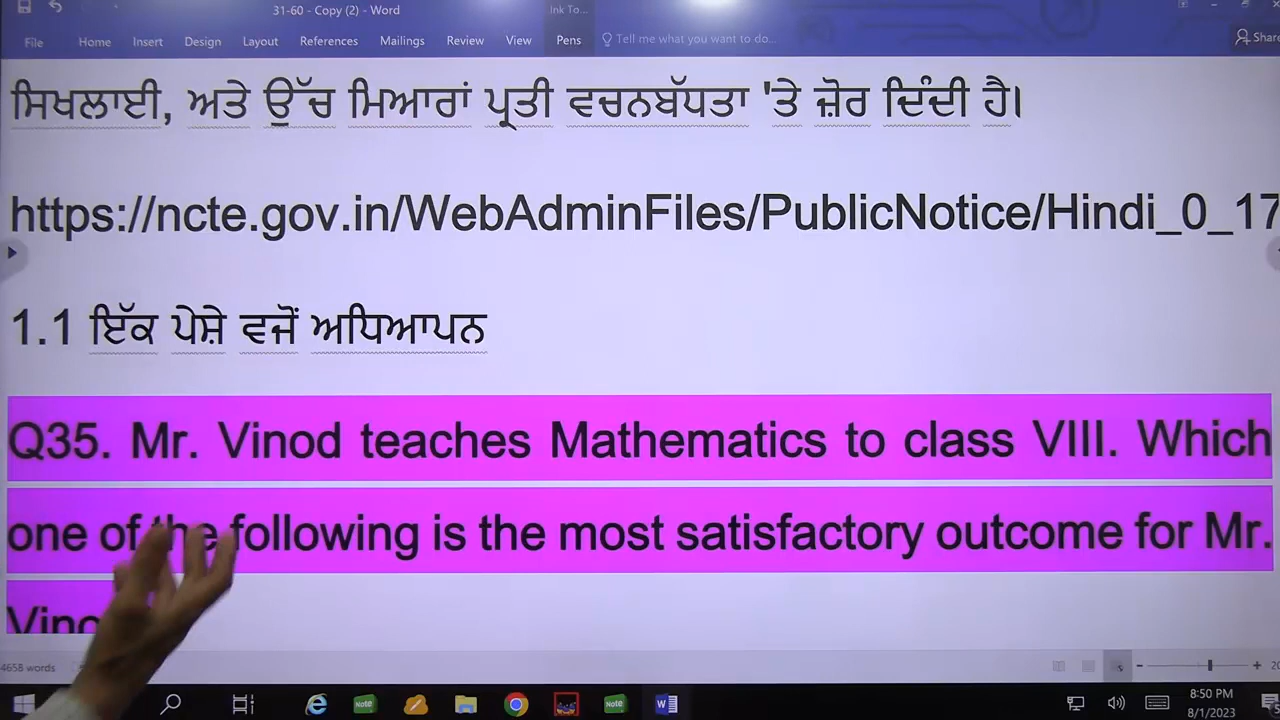 31-60 - Copy (2) - Word
Ink To...
File Home Insert Design Layout References Mailings Review View Pens Tell me what you want to do... Share
ਸਿਖਲਾਈ, ਅਤੇ ਉੱਚ ਮਿਆਰਾਂ ਪ੍ਰਤੀ ਵਚਨਬੱਧਤਾ 'ਤੇ ਜ਼ੋਰ ਦਿੰਦੀ ਹੈ।
https://ncte.gov.in/WebAdminFiles/PublicNotice/Hindi_0_17
1.1 ਇੱਕ ਪੇਸ਼ੇ ਵਜੋਂ ਅਧਿਆਪਨ
Q35. Mr. Vinod teaches Mathematics to class VIII. Which
one of the following is the most satisfactory outcome for Mr.
4658 words
8:50 PM
8/1/2023